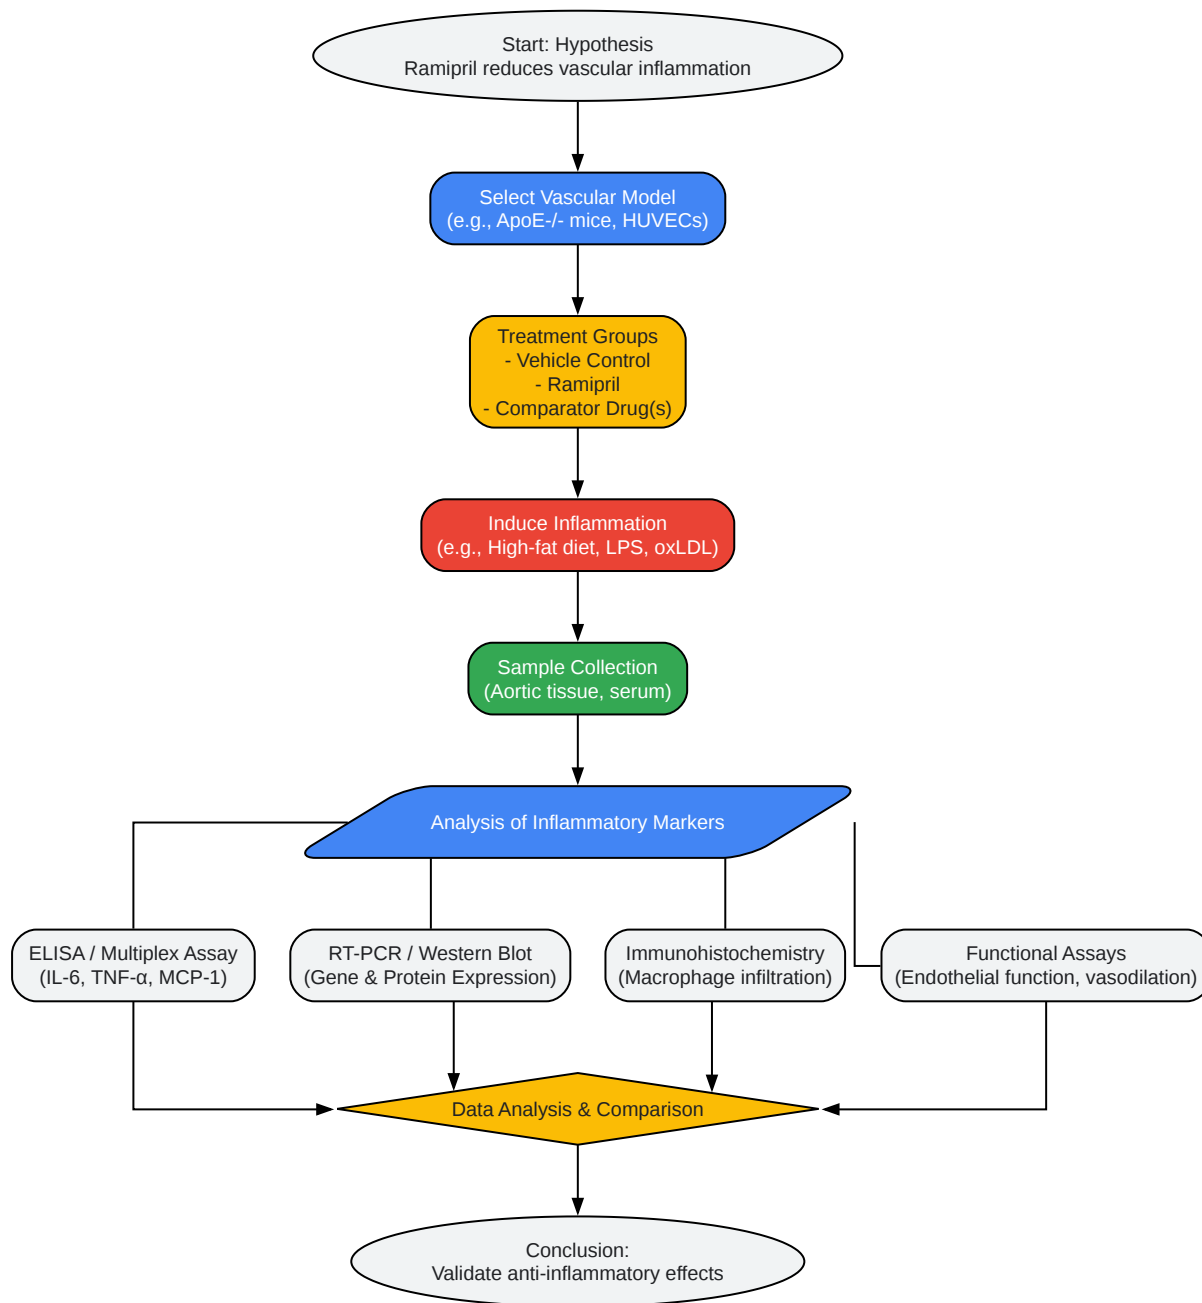 Start: Hypothesis
Ramipril reduces vascular inflammation
Select Vascular Model
(e.g., ApoE-/- mice, HUVECs)
Treatment Groups
- Vehicle Control
- Ramipril
- Comparator Drug(s)
Induce Inflammation
(e.g., High-fat diet, LPS, oxLDL)
Sample Collection
(Aortic tissue, serum)
Analysis of Inflammatory Markers
ELISA / Multiplex Assay
(IL-6, TNF-α, MCP-1)
RT-PCR / Western Blot
(Gene & Protein Expression)
Immunohistochemistry
(Macrophage infiltration)
Functional Assays
(Endothelial function, vasodilation)
Data Analysis & Comparison
Conclusion:
Validate anti-inflammatory effects